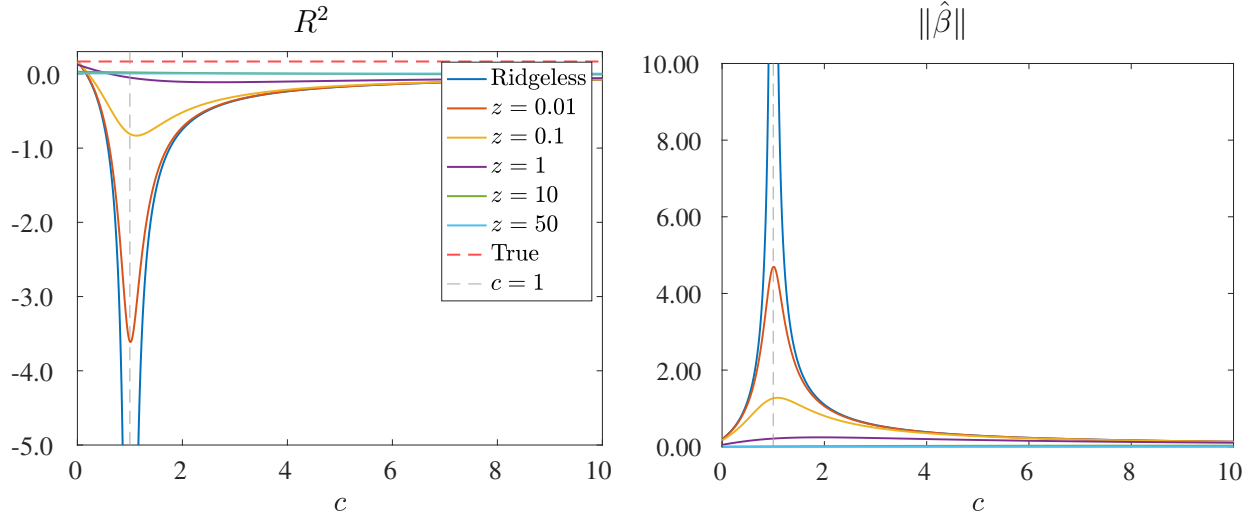 R²
0.0
-1.0
-2.0
-3.0
-4.0
-5.0
0 2 4 6 8 10
c
Ridgeless
z = 0.01
z = 0.1
z = 1
z = 10
z = 50
True
c = 1
‖β̂‖
10.00
8.00
6.00
4.00
2.00
0.00
0 2 4 6 8 10
c